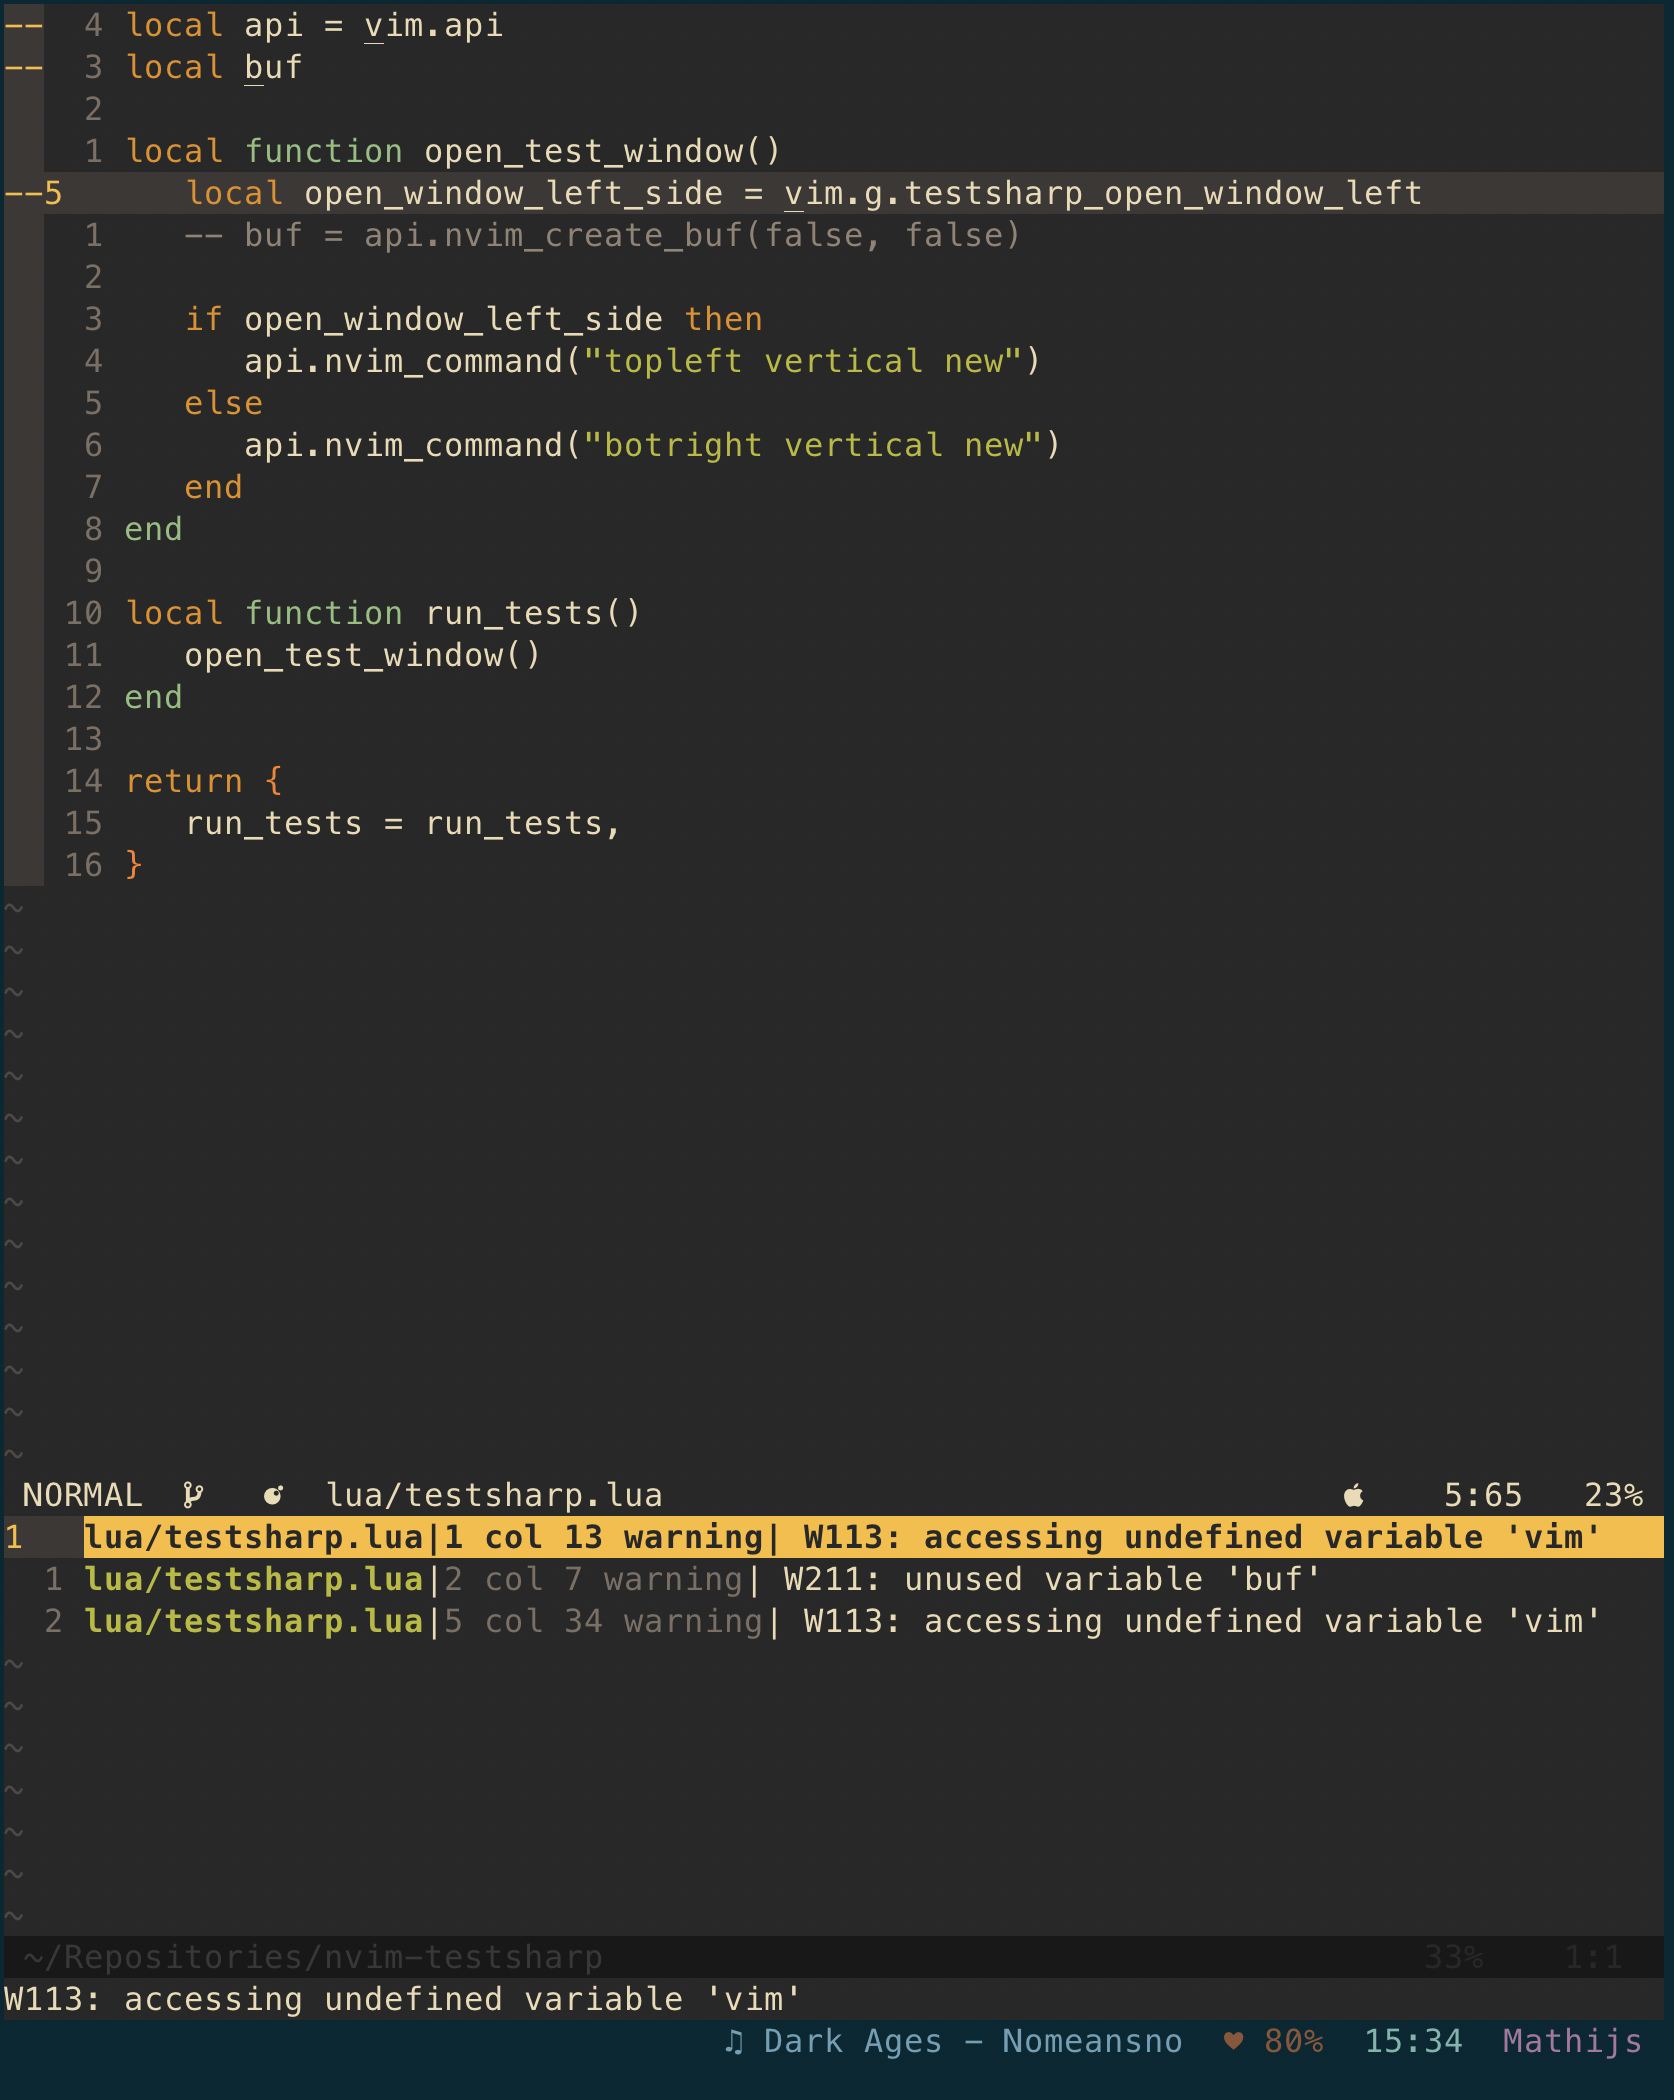 -- 4 local api = vim.api
-- 3 local buf
2
1 local function open_test_window()
--5 local open_window_left_side = vim.g.testsharp_open_window_left
1 -- buf = api.nvim_create_buf(false, false)
2
3 if open_window_left_side then
4 api.nvim_command("topleft vertical new")
5 else
6 api.nvim_command("botright vertical new")
7 end
8 end
9
10 local function run_tests()
11 open_test_window()
12 end
13
14 return {
15 run_tests = run_tests,
16 }
~
~
~
~
~
~
~
~
~
~
~
~
~
~
NORMAL lua/testsharp.lua 5:65 23%
1 lua/testsharp.lua|1 col 13 warning| W113: accessing undefined variable 'vim'
1 lua/testsharp.lua|2 col 7 warning| W211: unused variable 'buf'
2 lua/testsharp.lua|5 col 34 warning| W113: accessing undefined variable 'vim'
~
~
~
~
~
~
~
~/Repositories/nvim-testsharp 33% 1:1
W113: accessing undefined variable 'vim'
♫ Dark Ages - Nomeansno ♥ 80% 15:34 Mathijs